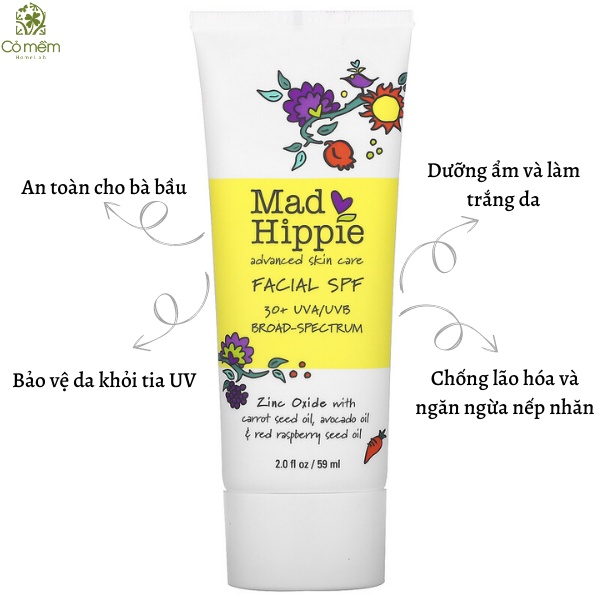 Cỏ mềm
HomeLab
An toàn cho bà bầu
Dưỡng ẩm và làm
trắng da
Mad
Hippie
advanced skin care
FACIAL SPF
30+ UVA/UVB
BROAD-SPECTRUM
Bảo vệ da khỏi tia UV
Chống lão hóa và
ngăn ngừa nếp nhăn
Zinc Oxide with
carrot seed oil, avocado oil
& red raspberry seed oil
2.0 fl oz / 59 ml